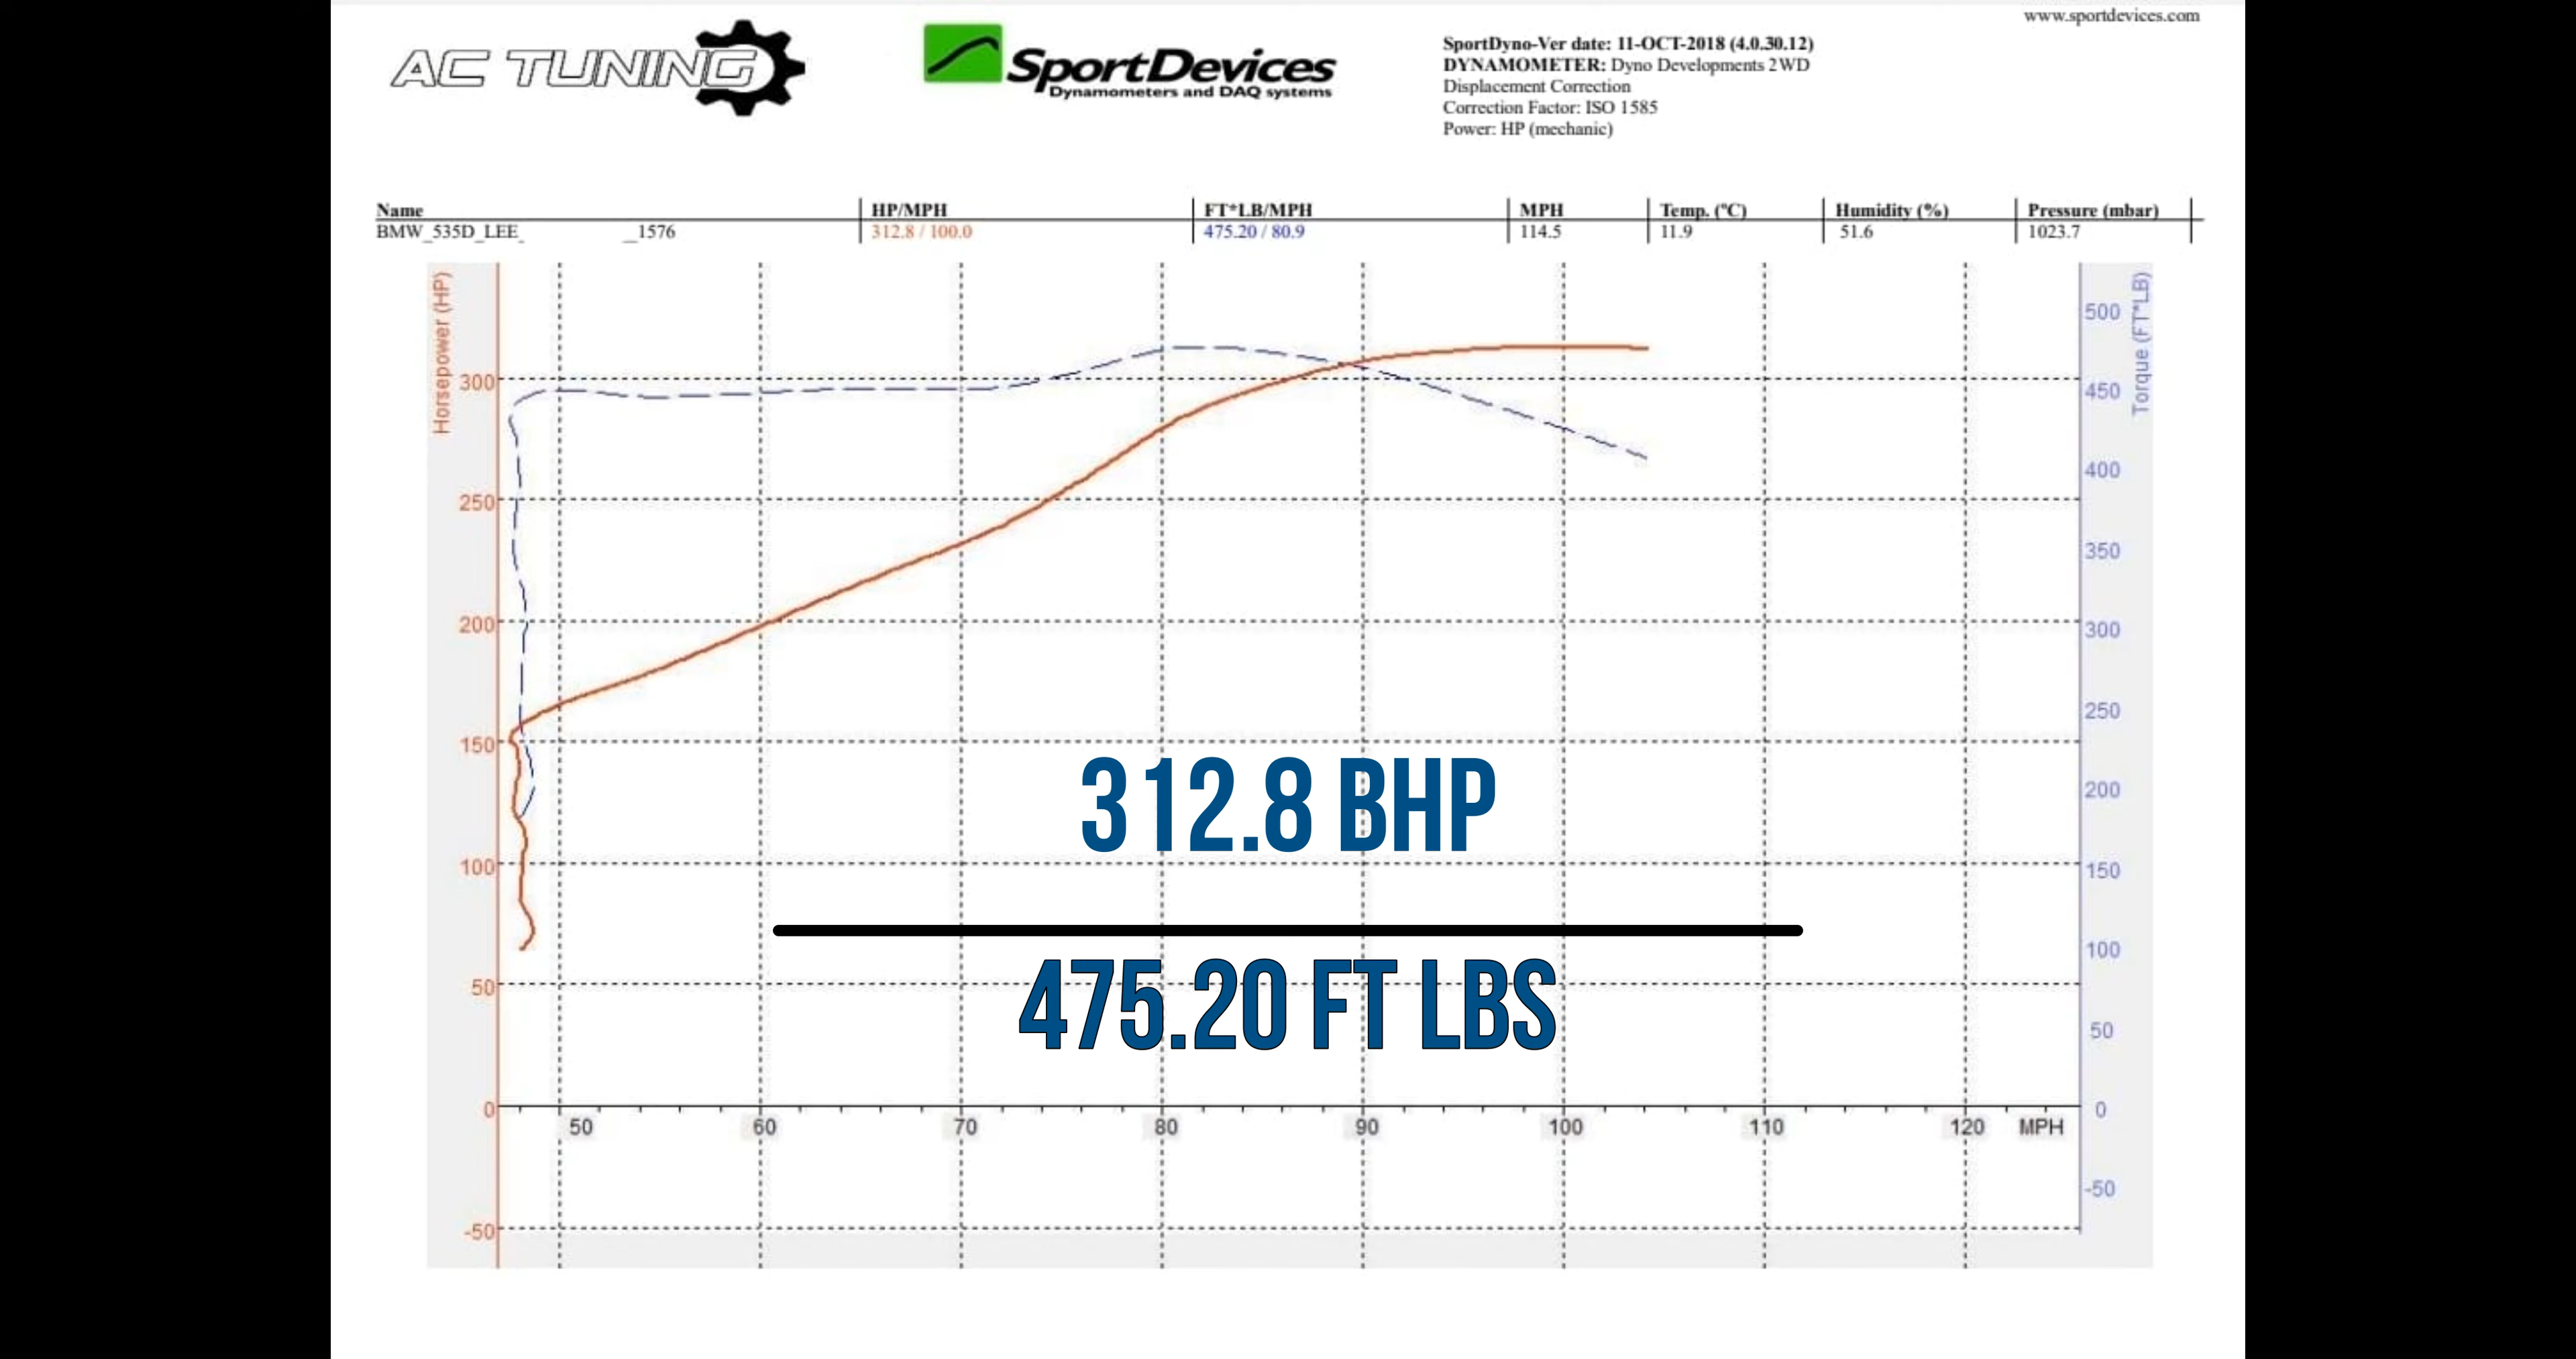 www.sportdevices.com
AC TUNING
SportDevices
Dynamometers and DAQ systems
SportDyno-Ver date: 11-OCT-2018 (4.0.30.12)
DYNAMOMETER: Dyno Developments 2WD
Displacement Correction
Correction Factor: ISO 1585
Power: HP (mechanic)
Name HP/MPH FT*LB/MPH MPH Temp. (ºC) Humidity (%) Pressure (mbar)
BMW_535D_LEE_ __1576 312.8 / 100.0 475.20 / 80.9 114.5 11.9 51.6 1023.7
Horsepower (HP)
300
250
200
150
100
50
0
-50
Torque (FT*LB)
500
450
400
350
300
250
200
150
100
50
0
-50
312.8 BHP
475.20 FT LBS
50 60 70 80 90 100 110 120 MPH